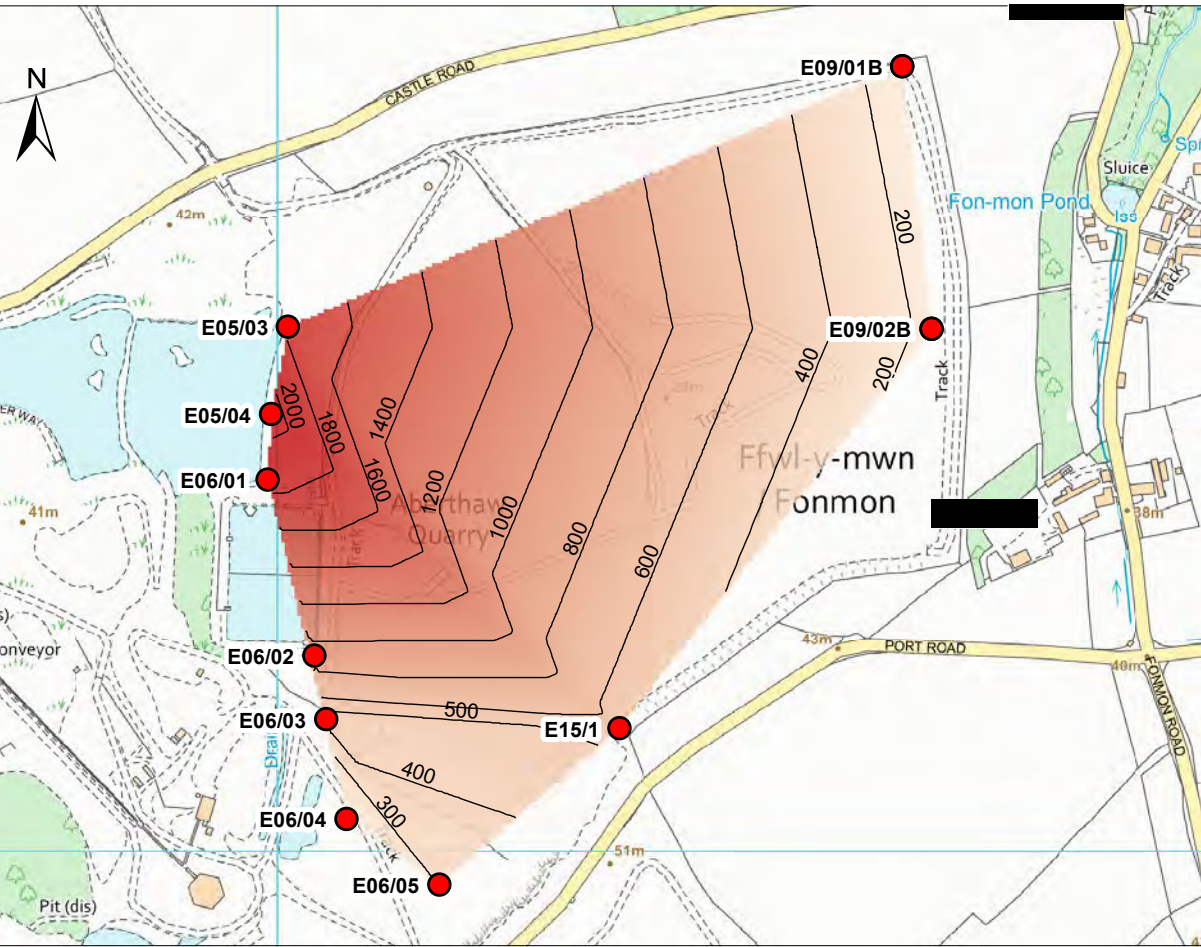 N
CASTLE ROAD
E09/01B
Sluice
Fon-mon Pond
Iss
Track
42m
200
E05/03
E09/02B
400
200
Track
E05/04
2000
1800
1400
Track
E06/01
1600
1200
1000
800
600
Aberthaw
Quarry
Ffwl-y-mwn
/ Fonmon
41m
38m
Track
onveyor
E06/02
43m
PORT ROAD
40m
FONMON ROAD
E06/03
500
E15/1
Drain
400
300
E06/04
51m
E06/05
Pit (dis)